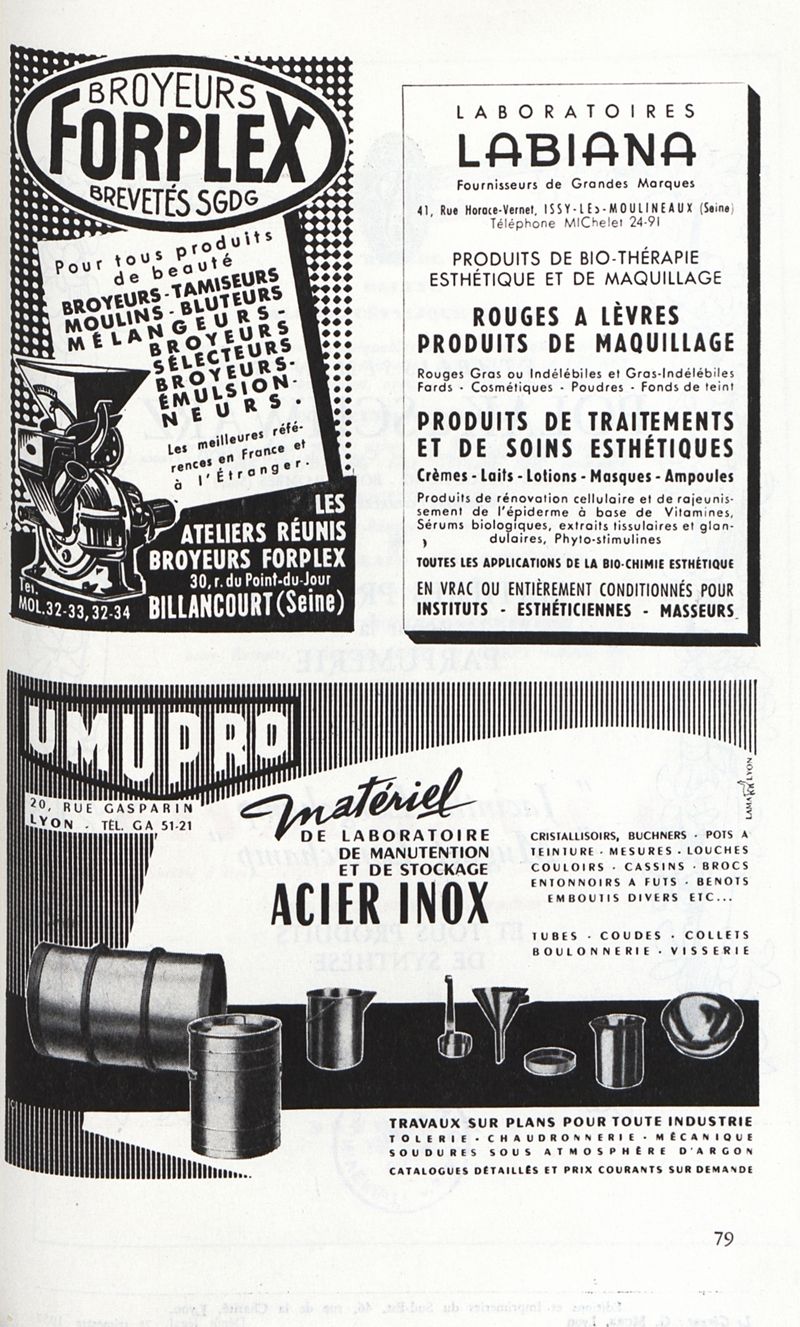 BROYEURS
FORPLEX
BREVETÉS SGDG
Pour tous produits
de beauté
BROYEURS-TAMISEURS
MOULINS-BLUTEURS
MÉLANGEURS-
BROYEURS
SÉLECTEURS
BROYEURS-
ÉMULSION-
NEURS.
Les meilleures réfé-
rences en France et
à l'Étranger.
LES
ATELIERS RÉUNIS
BROYEURS FORPLEX
30, r. du Point-du-Jour
BILLANCOURT (Seine)
Tél.
MOL. 32-33, 32-34
LABORATOIRES
LABIANA
Fournisseurs de Grandes Marques
41, Rue Horace-Vernet, ISSY-LES-MOULINEAUX (Seine)
Téléphone MIChelet 24-91
PRODUITS DE BIO-THÉRAPIE
ESTHÉTIQUE ET DE MAQUILLAGE
ROUGES A LÈVRES
PRODUITS DE MAQUILLAGE
Rouges Gras ou Indélébiles et Gras-Indélébiles
Fards - Cosmétiques - Poudres - Fonds de teint
PRODUITS DE TRAITEMENTS
ET DE SOINS ESTHÉTIQUES
Crèmes - Laits - Lotions - Masques - Ampoules
Produits de rénovation cellulaire et de rajeunis-
sement de l'épiderme à base de Vitamines,
Sérums biologiques, extraits tissulaires et glan-
dulaires, Phyto-stimulines
TOUTES LES APPLICATIONS DE LA BIO-CHIMIE ESTHÉTIQUE
EN VRAC OU ENTIÈREMENT CONDITIONNÉS POUR
INSTITUTS - ESTHÉTICIENNES - MASSEURS
UMUPRO
20, RUE GASPARIN
LYON - TÉL. GA 51-21
matériel
DE LABORATOIRE
DE MANUTENTION
ET DE STOCKAGE
ACIER INOX
CRISTALLISOIRS, BUCHNERS - POTS A
TEINTURE - MESURES - LOUCHES
COULOIRS - CASSINS - BROCS
ENTONNOIRS A FUTS - BENOTS
EMBOUTIS DIVERS ETC...
TUBES - COUDES - COLLETS
BOULONNERIE - VISSERIE
TRAVAUX SUR PLANS POUR TOUTE INDUSTRIE
TOLERIE - CHAUDRONNERIE - MÉCANIQUE
SOUDURES SOUS ATMOSPHÈRE D'ARGON
CATALOGUES DÉTAILLÉS ET PRIX COURANTS SUR DEMANDE
79